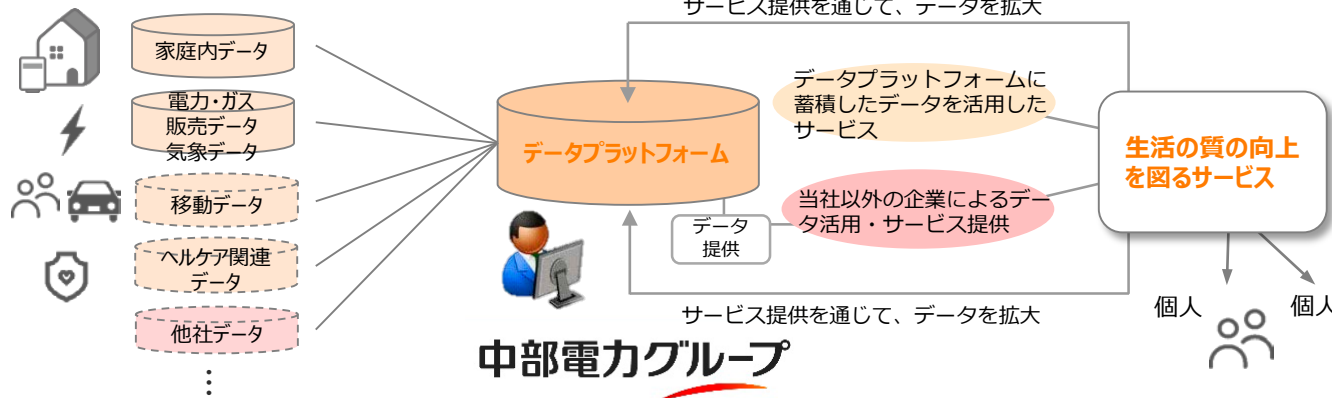 サービス提供を通じて、データを拡大
家庭内データ
電力・ガス
販売データ
気象データ
移動データ
ヘルケア関連
データ
他社データ
データプラットフォーム
データ
提供
データプラットフォームに
蓄積したデータを活用した
サービス
当社以外の企業によるデー
タ活用・サービス提供
生活の質の向上
を図るサービス
サービス提供を通じて、データを拡大
個人
個人
中部電力グループ